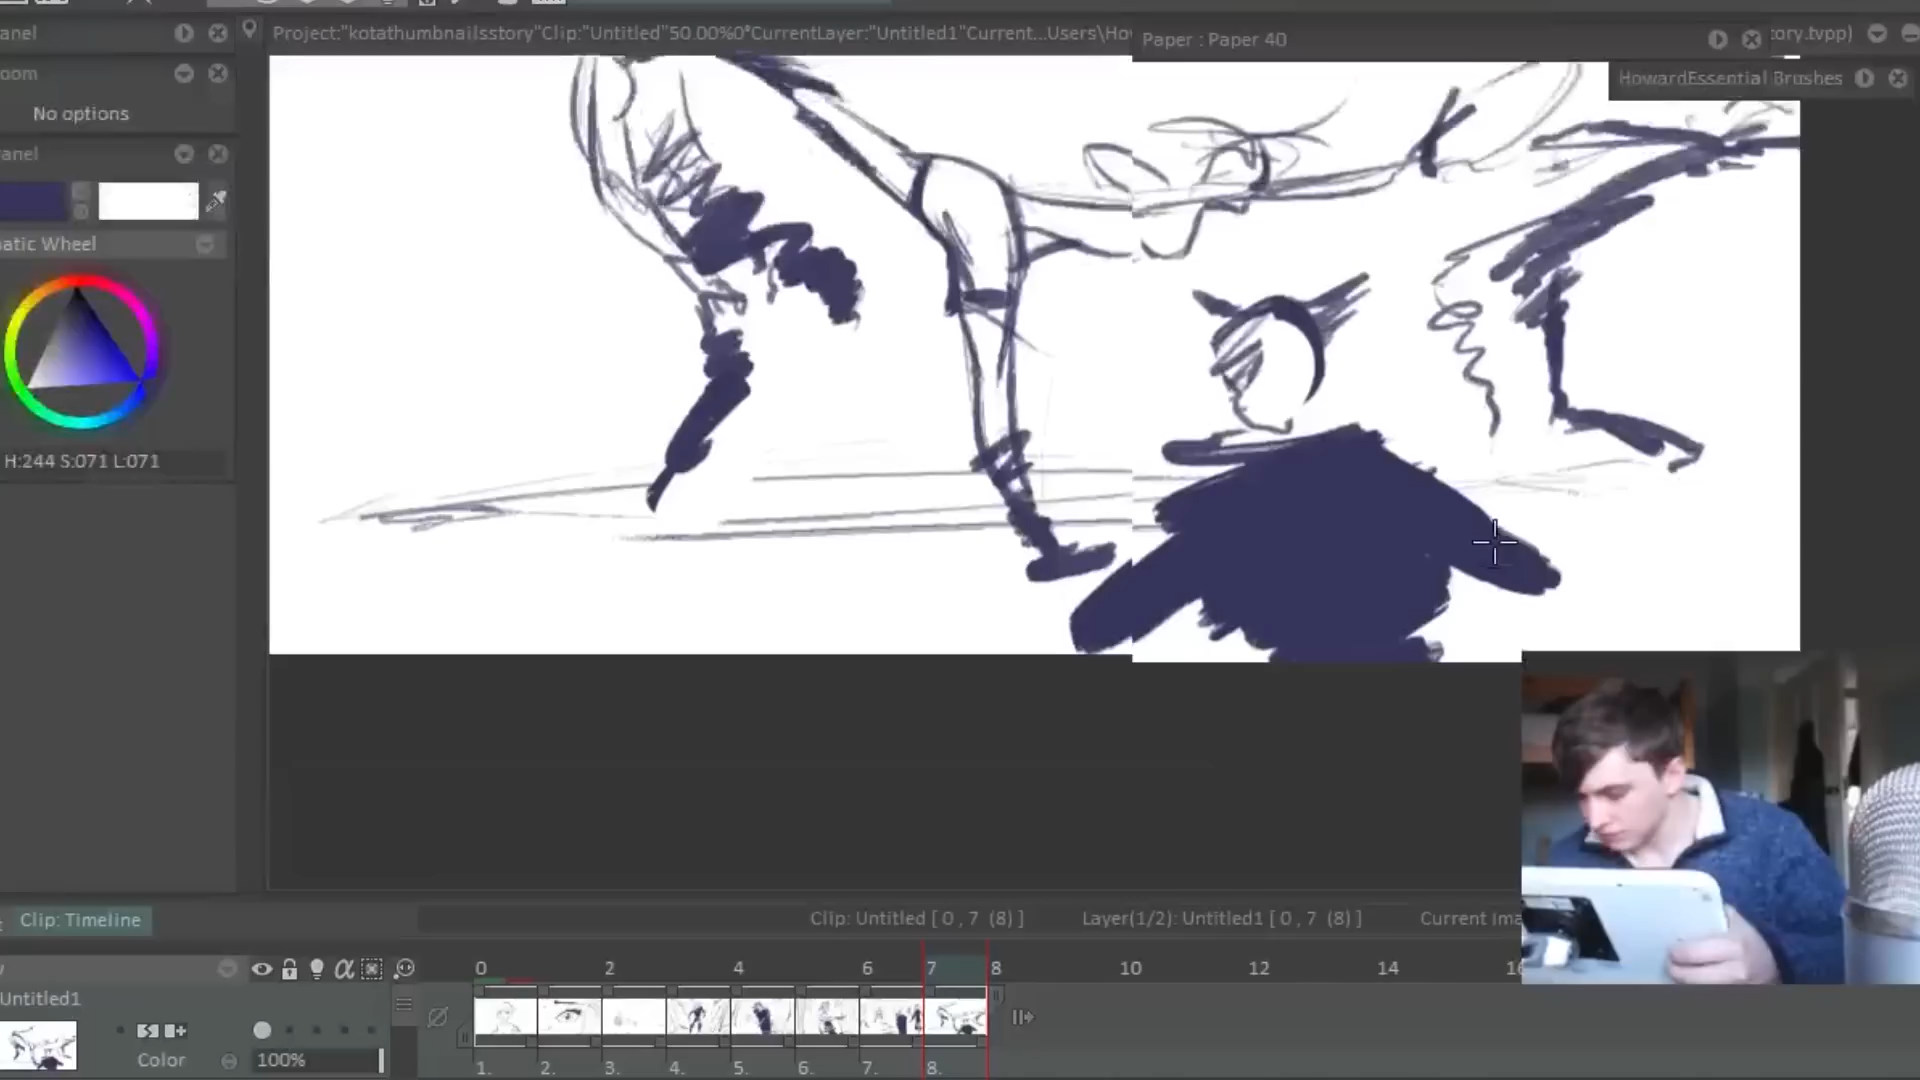 anel
Project:"kotathumbnailsstory"Clip:"Untitled"50.00%0°CurrentLayer:"Untitled1"Current...Users\Ho
Paper : Paper 40
ory.tvpp)
oom
HowardEssential Brushes
No options
anel
atic Wheel
H:244 S:071 L:071
Clip: Timeline
Clip: Untitled [ 0 , 7 (8) ]
Layer(1/2): Untitled1 [ 0 , 7 (8) ]
Current Ima
0 2 4 6 7 8 10 12 14 16
Untitled1
Color
100%
1. 2. 3. 4. 5. 6. 7. 8.